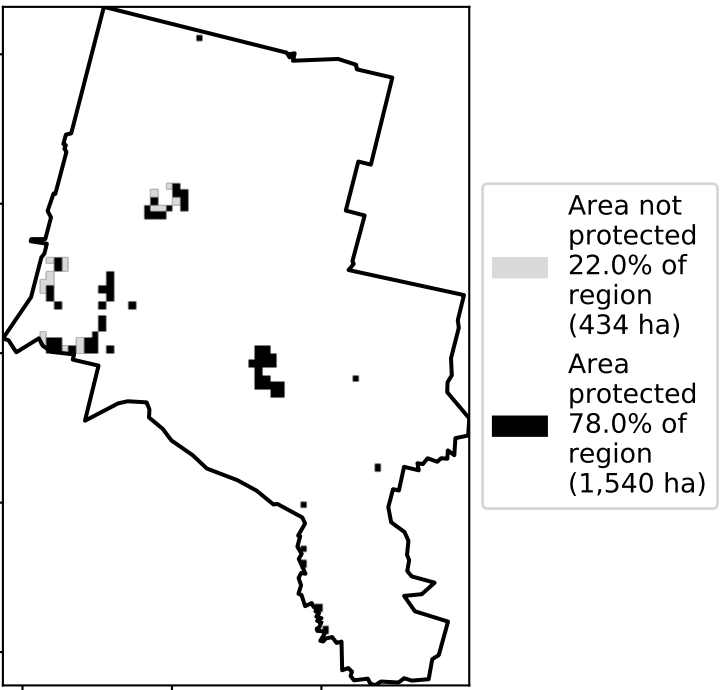 Area not
protected
22.0% of
region
(434 ha)
Area
protected
78.0% of
region
(1,540 ha)